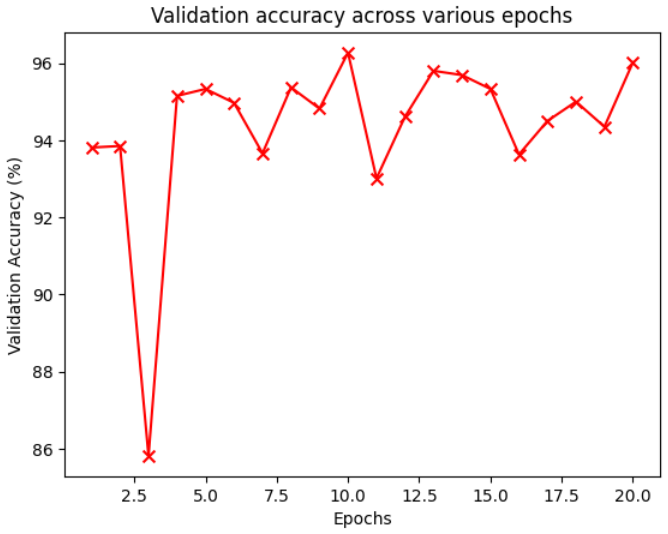 Validation accuracy across various epochs
Validation Accuracy (%)
96
94
92
90
88
86
2.5 5.0 7.5 10.0 12.5 15.0 17.5 20.0
Epochs